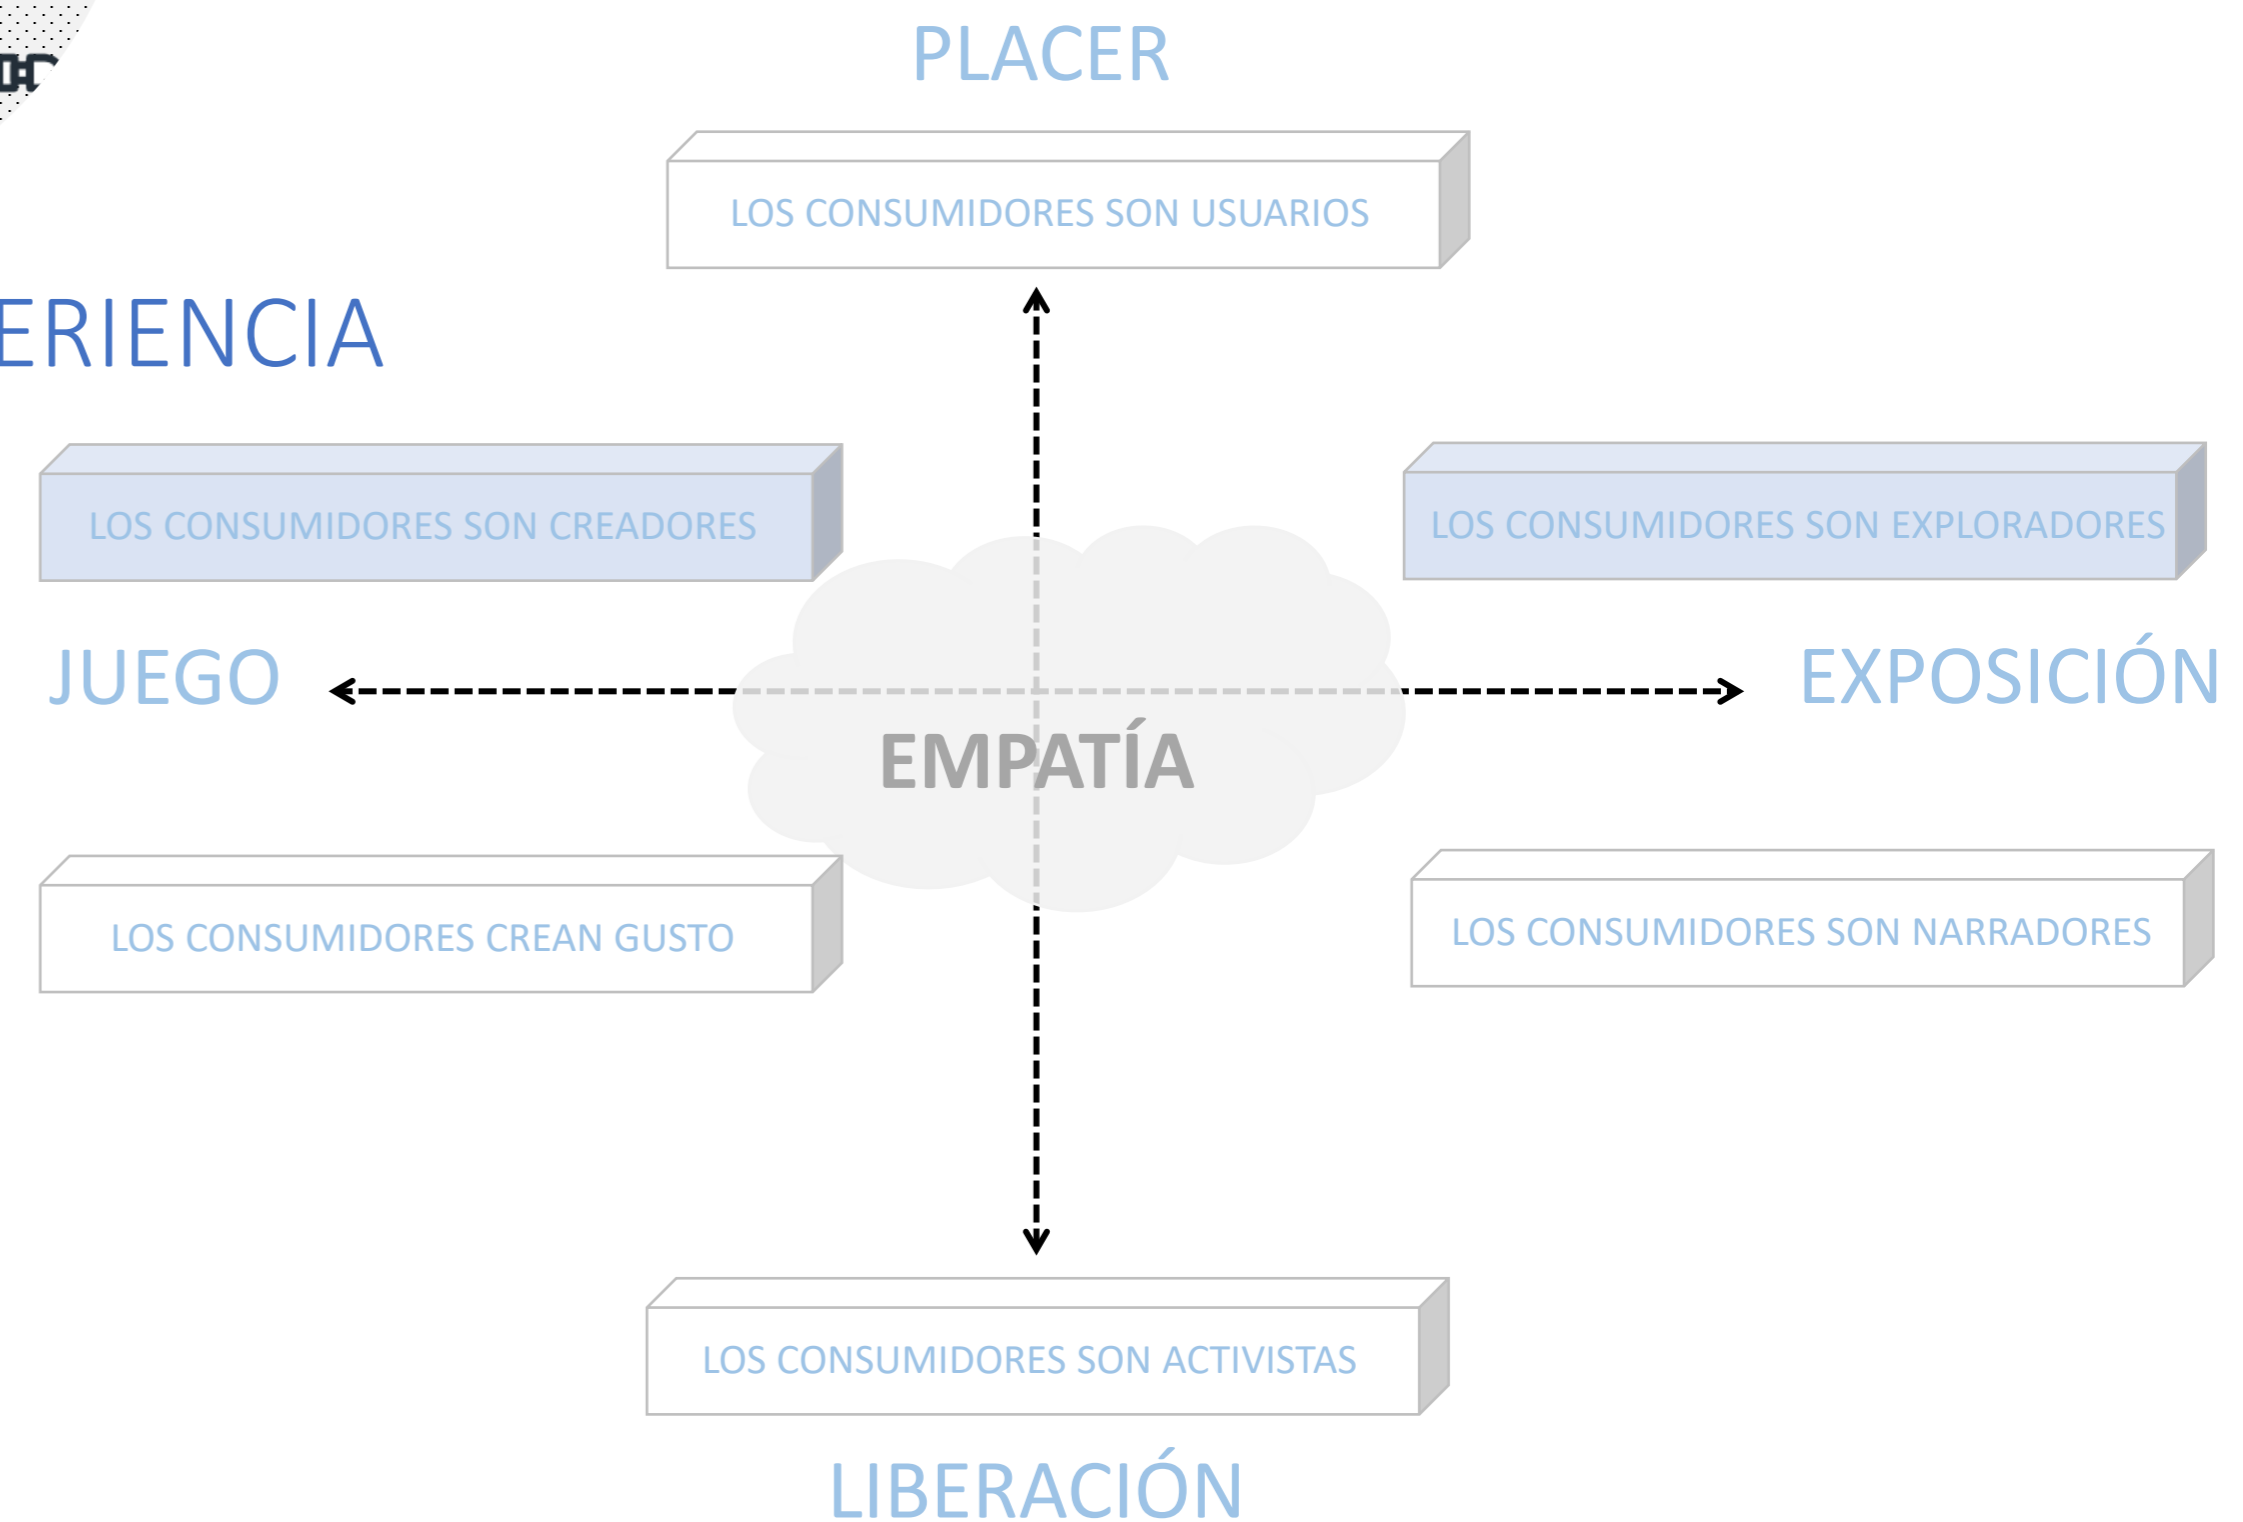 PLACER
LOS CONSUMIDORES SON USUARIOS
ERIENCIA
LOS CONSUMIDORES SON CREADORES
LOS CONSUMIDORES SON EXPLORADORES
JUEGO
EXPOSICIÓN
EMPATÍA
LOS CONSUMIDORES CREAN GUSTO
LOS CONSUMIDORES SON NARRADORES
LOS CONSUMIDORES SON ACTIVISTAS
LIBERACIÓN